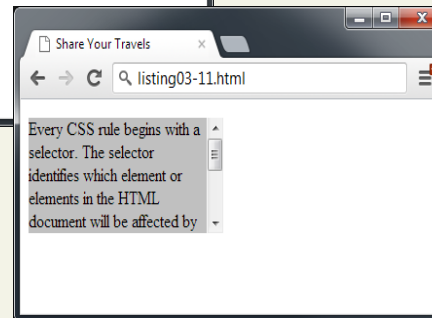 Share Your Travels
listing03-11.html
Every CSS rule begins with a
selector. The selector
identifies which element or
elements in the HTML
document will be affected by